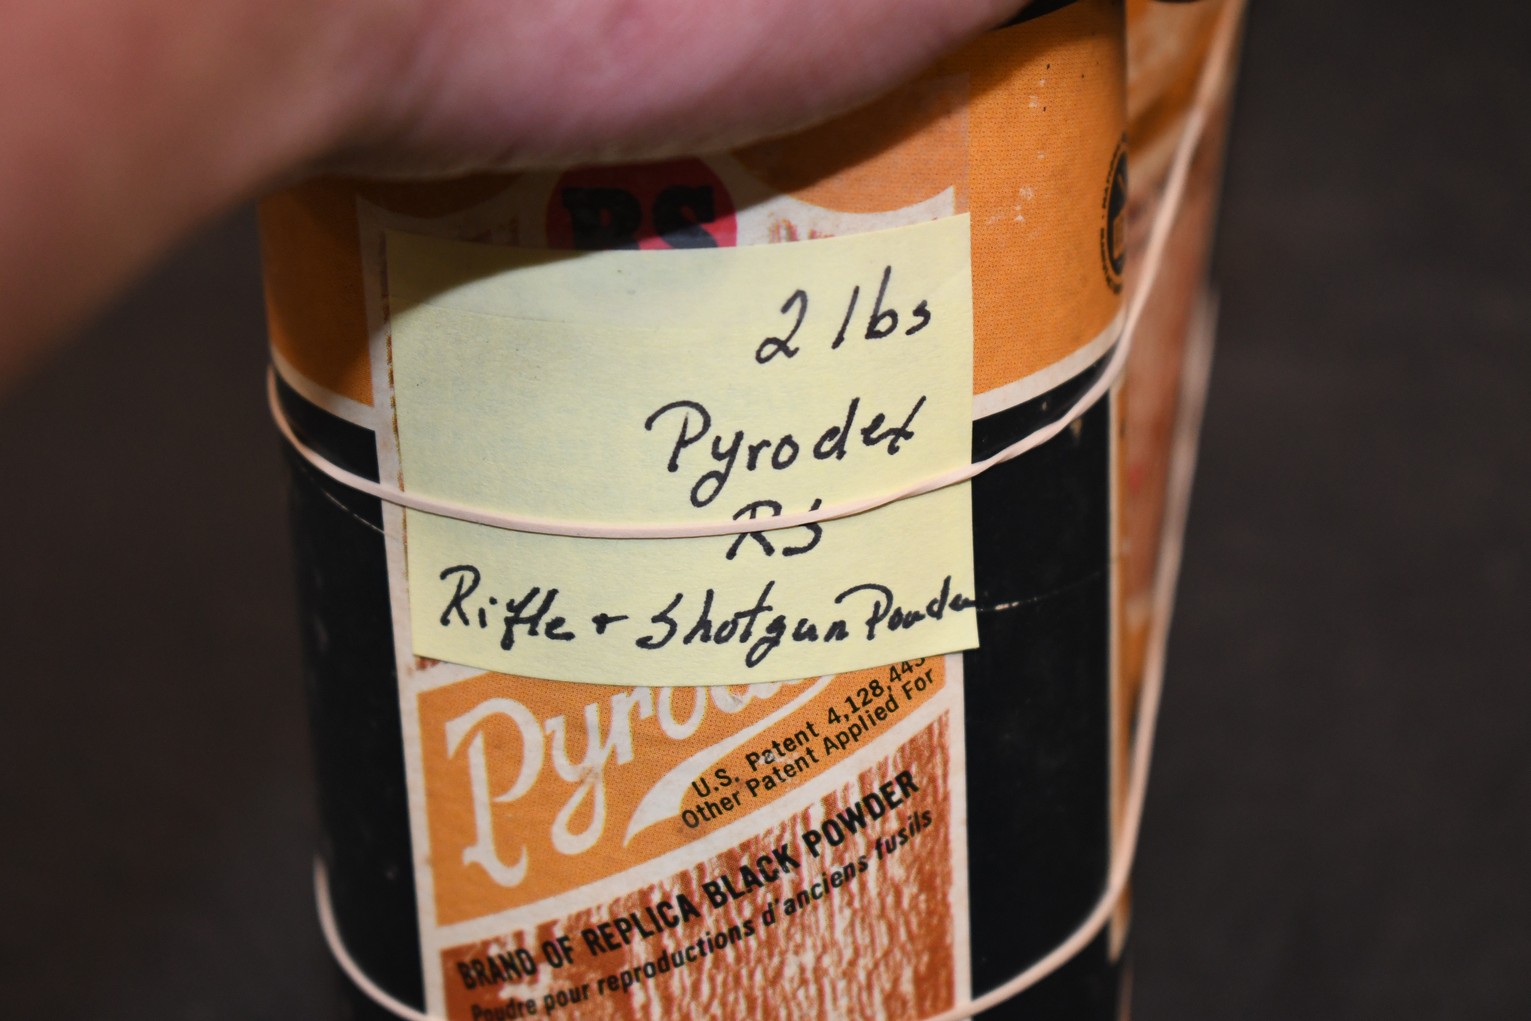 RS
2 lbs
Pyrodex
RS
Rifle + Shotgun Powder
U.S. Patent 4,128,443
Other Patent Applied For
BRAND OF REPLICA BLACK POWDER
Poudre pour reproductions d'anciens fusils